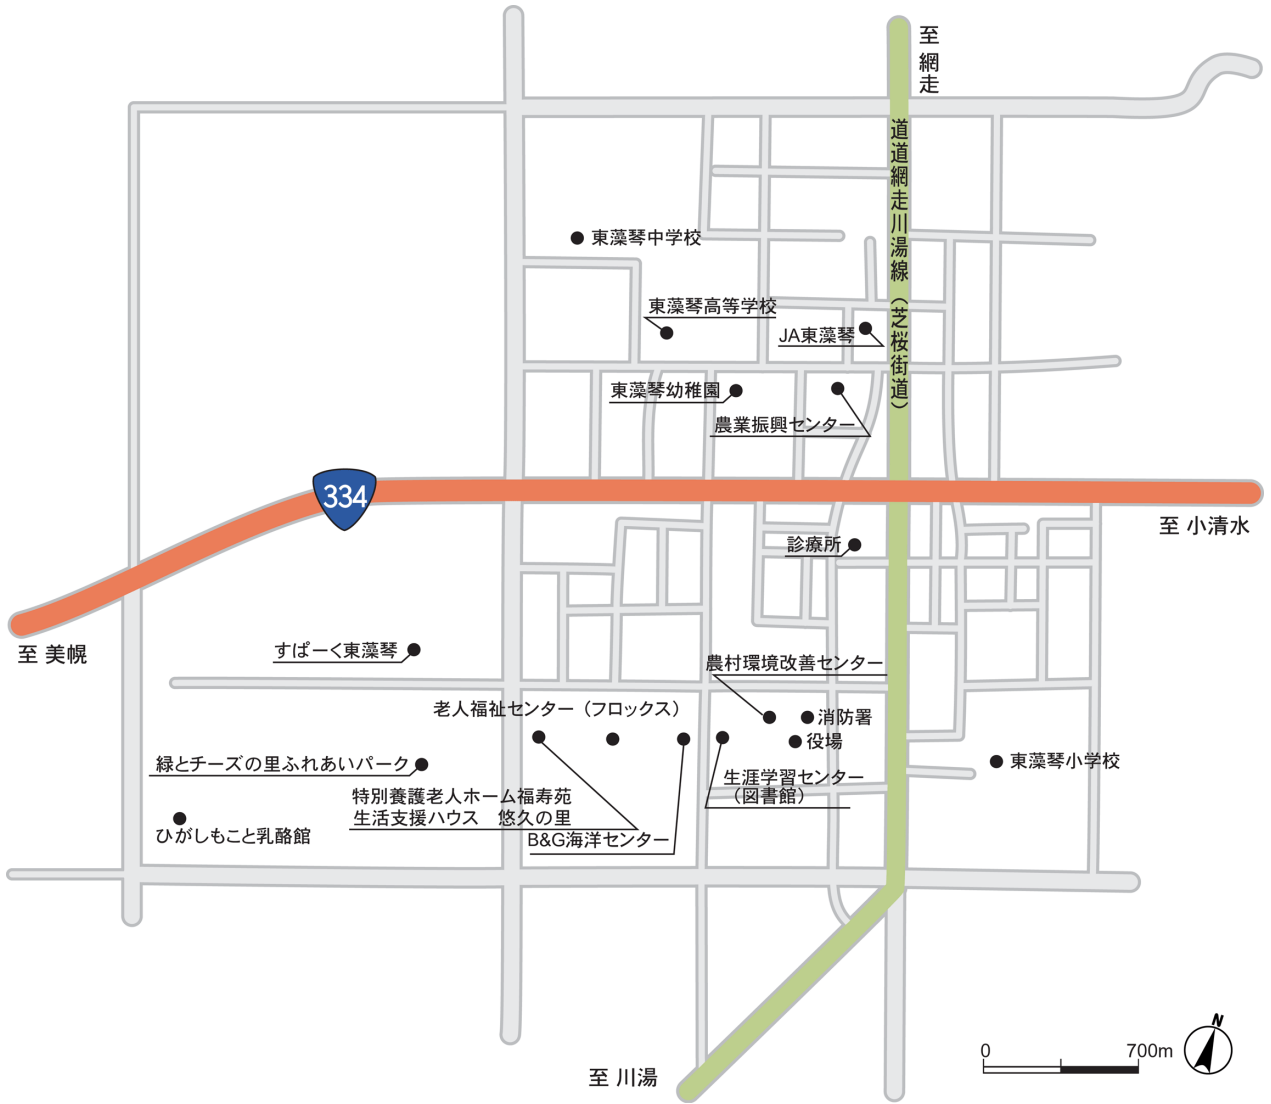 至 網走
道道網走川湯線（芝桜街道）
東藻琴中学校
東藻琴高等学校
JA東藻琴
東藻琴幼稚園
農業振興センター
334
至 小清水
診療所
至 美幌
すぱーく東藻琴
農村環境改善センター
老人福祉センター（フロックス）
消防署
役場
緑とチーズの里ふれあいパーク
東藻琴小学校
生涯学習センター
（図書館）
特別養護老人ホーム福寿苑
生活支援ハウス　悠久の里
ひがしもこと乳酪館
B&G海洋センター
至 川湯
N
0
700m